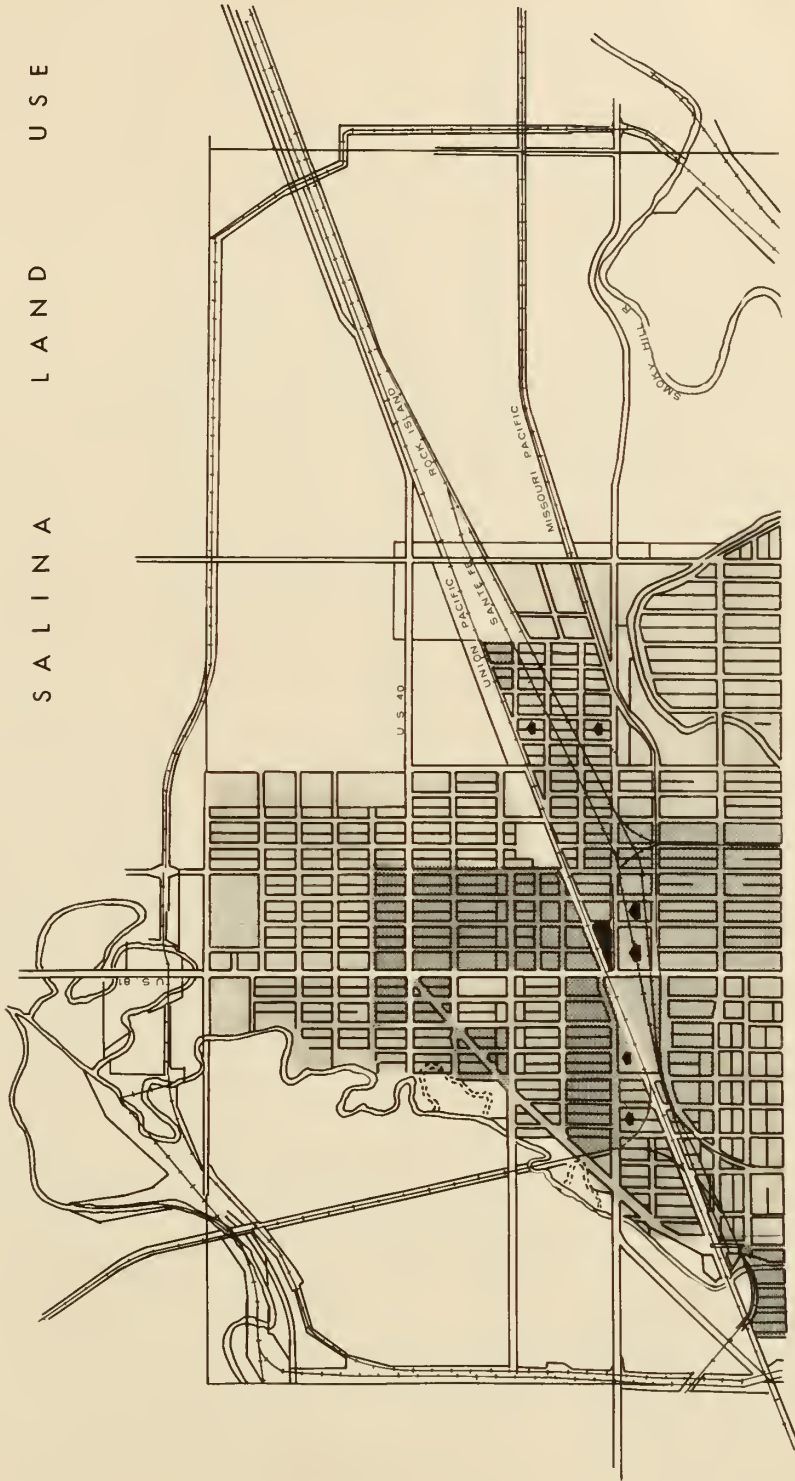 SALINA LAND USE
U.S. 81
U S 40
UNION PACIFIC
SANTE FE
ROCK ISLAND
MISSOURI PACIFIC
SMOKY HILL R